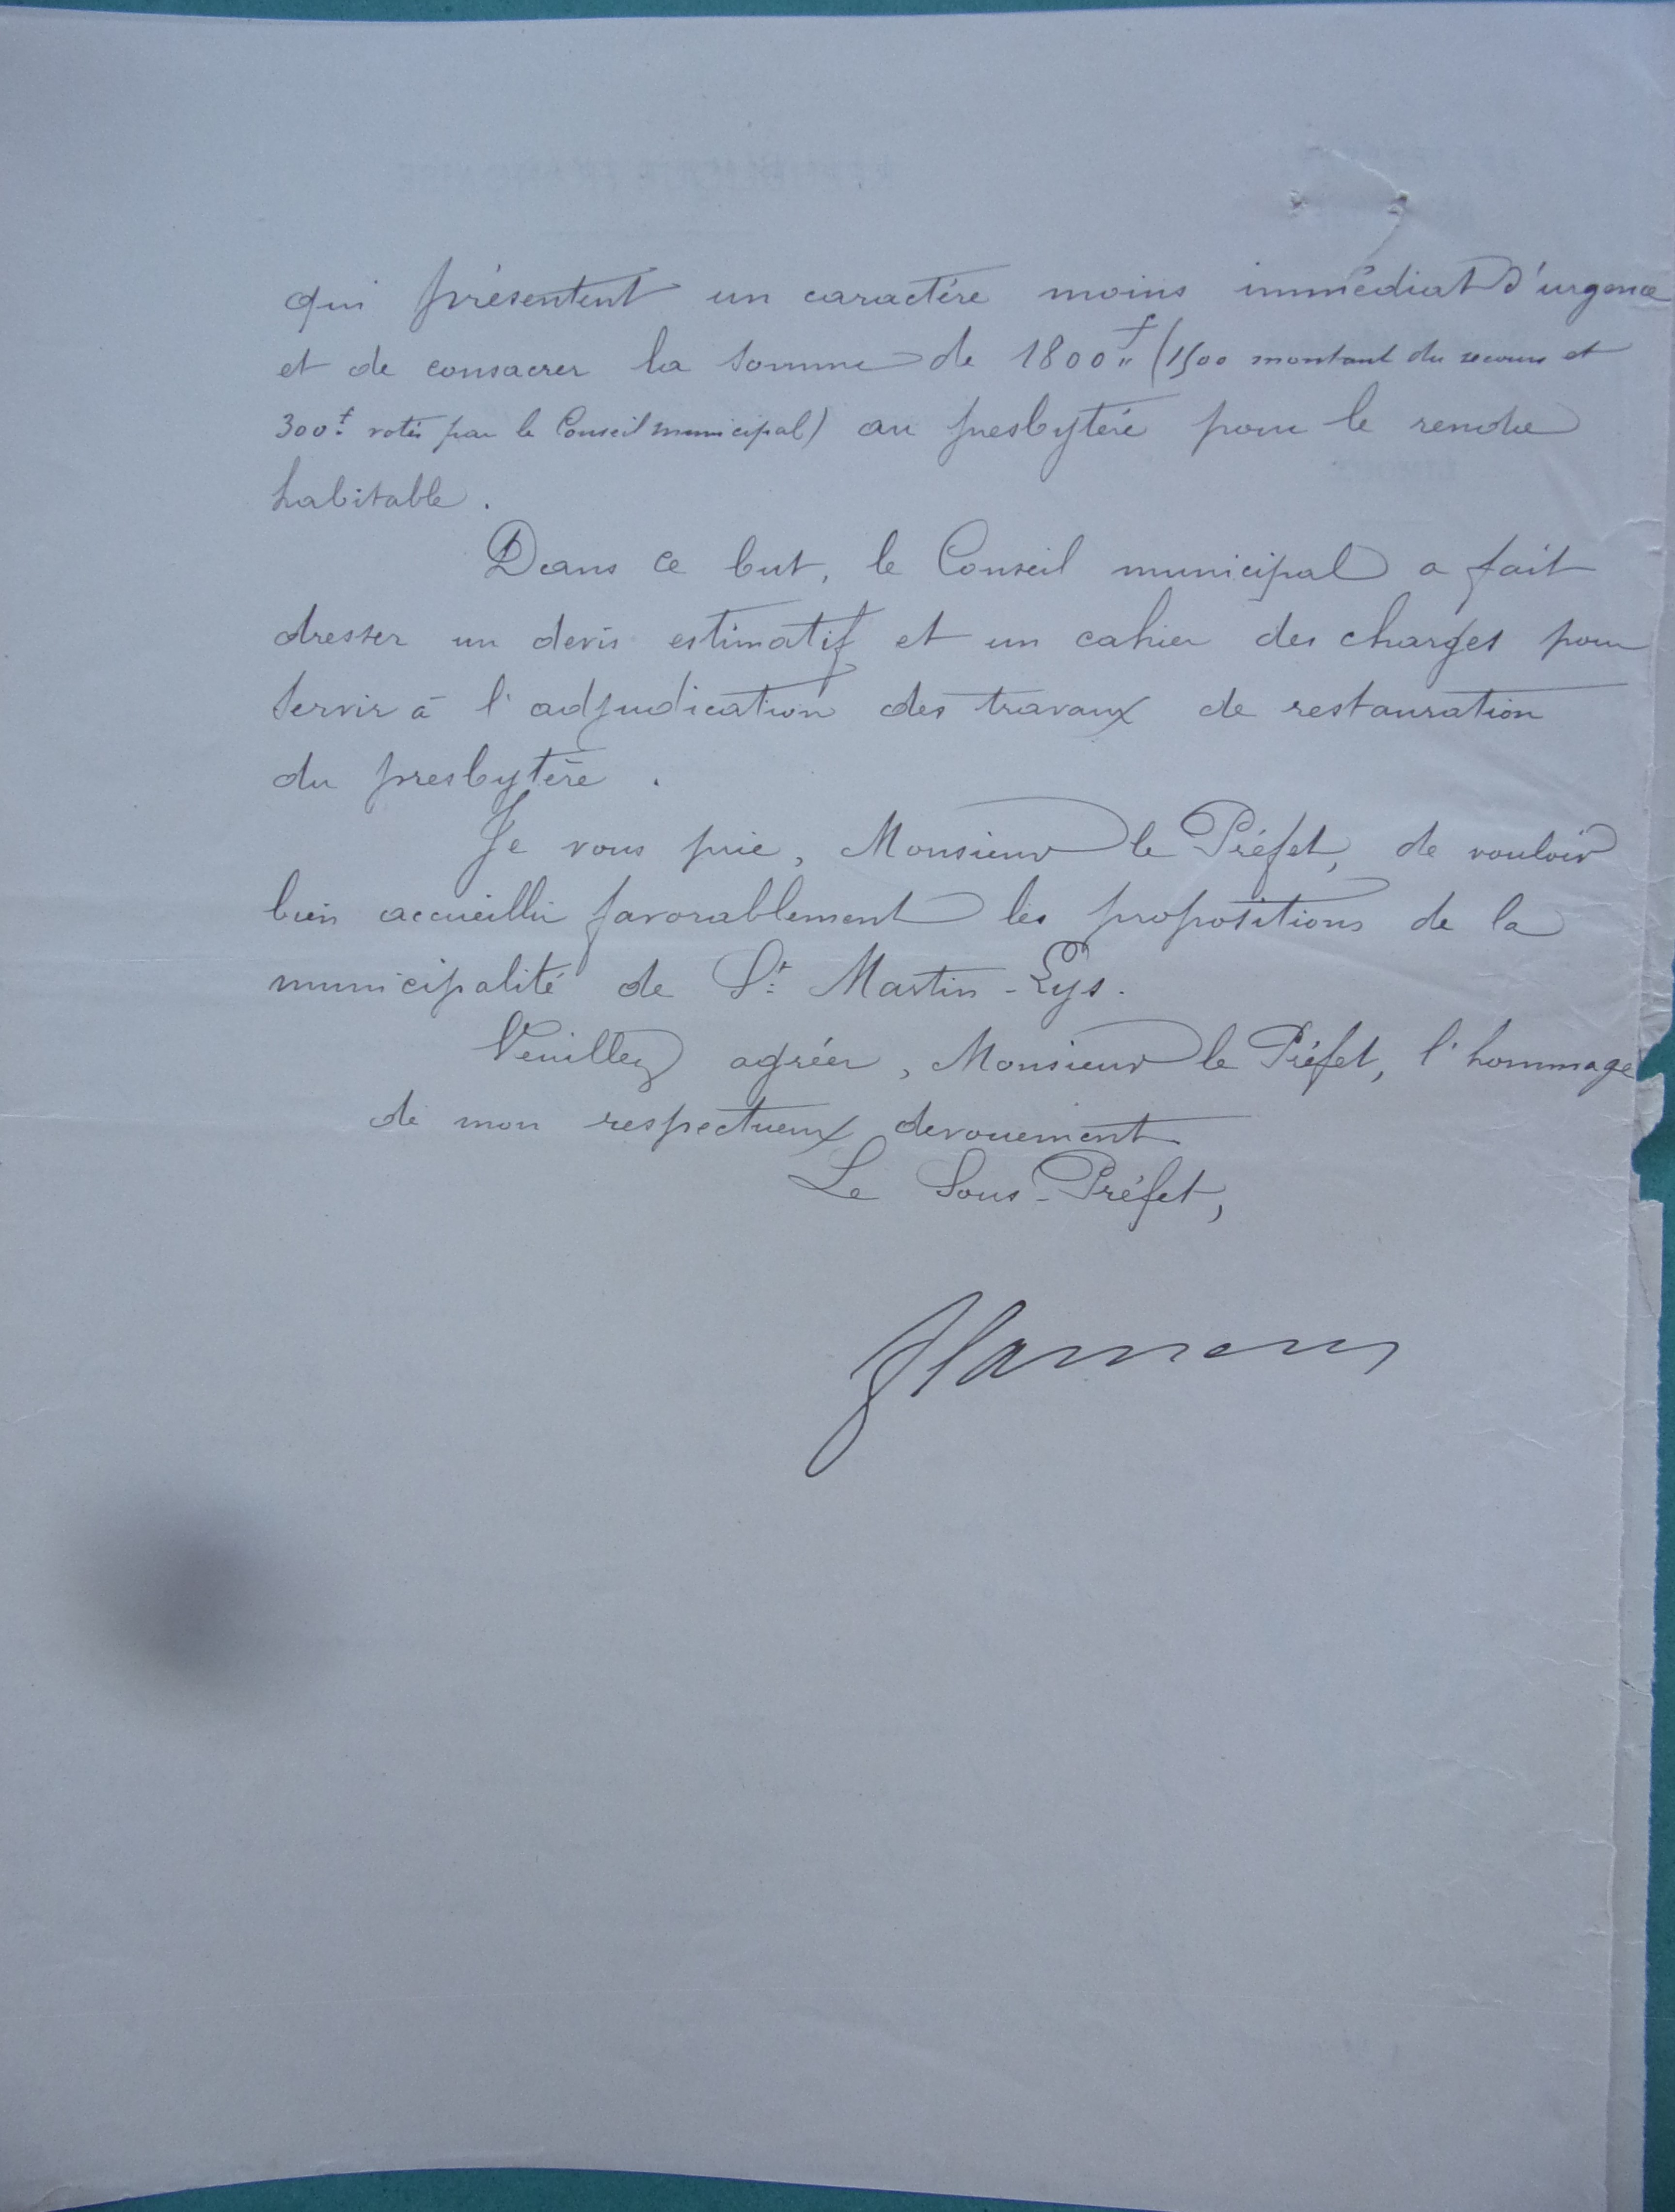 qui présentent un caractère moins immédiat d'urgence
et de consacrer la somme de 1800 f " (1500 montant du secours et
300 f. votés par le Conseil municipal) au presbytère pour le rendre
habitable.
Dans ce but, le Conseil municipal a fait
dresser un devis estimatif et un cahier des charges pour
servir à l'adjudication des travaux de restauration
du presbytère.
Je vous prie, Monsieur le Préfet, de vouloir
bien accueillir favorablement les propositions de la
municipalité de St Martin-Lys.
Veuillez agréer, Monsieur le Préfet, l'hommage
de mon respectueux devouement
Le Sous-Préfet,